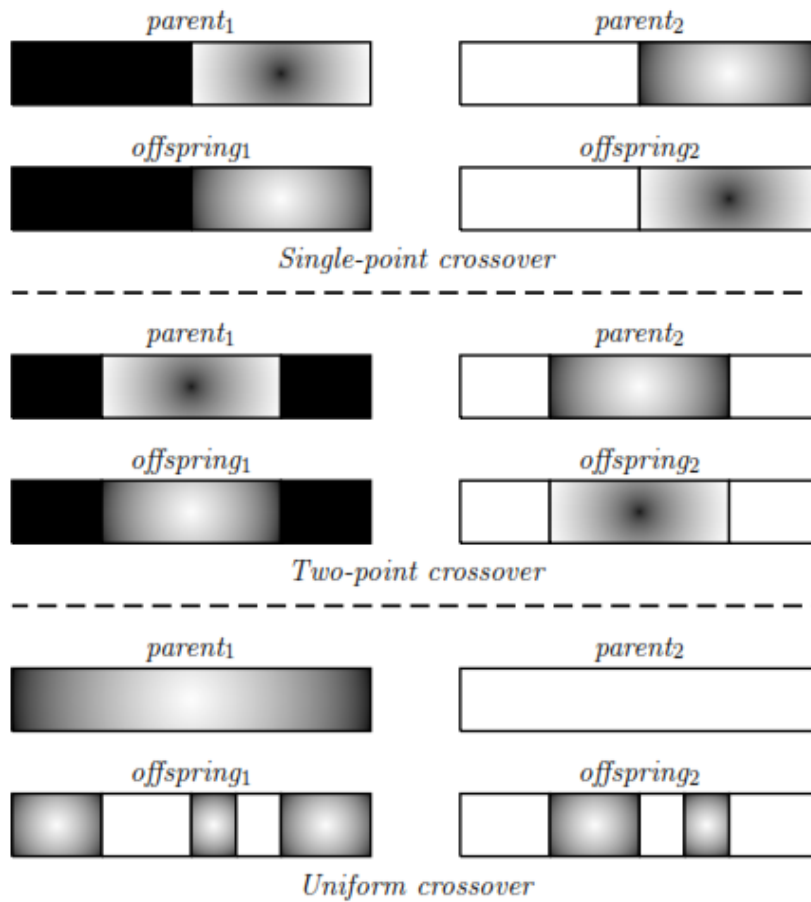 parent₁ parent₂
offspring₁ offspring₂
Single-point crossover
parent₁ parent₂
offspring₁ offspring₂
Two-point crossover
parent₁ parent₂
offspring₁ offspring₂
Uniform crossover